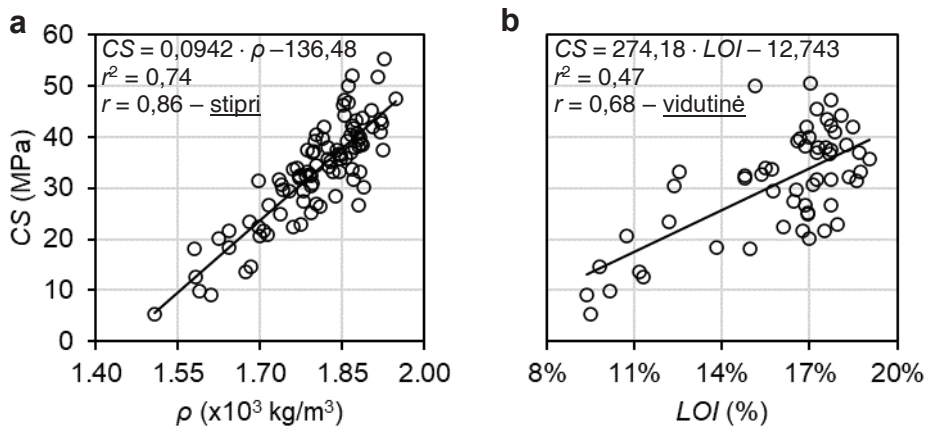 a
CS = 0,0942 · ρ –136,48
r² = 0,74
r = 0,86 – stipri
60
50
40
30
20
10
0
CS (MPa)
1.40 1.55 1.70 1.85 2.00
ρ (x10³ kg/m³)
b
CS = 274,18 · LOI – 12,743
r² = 0,47
r = 0,68 – vidutinė
8% 11% 14% 17% 20%
LOI (%)